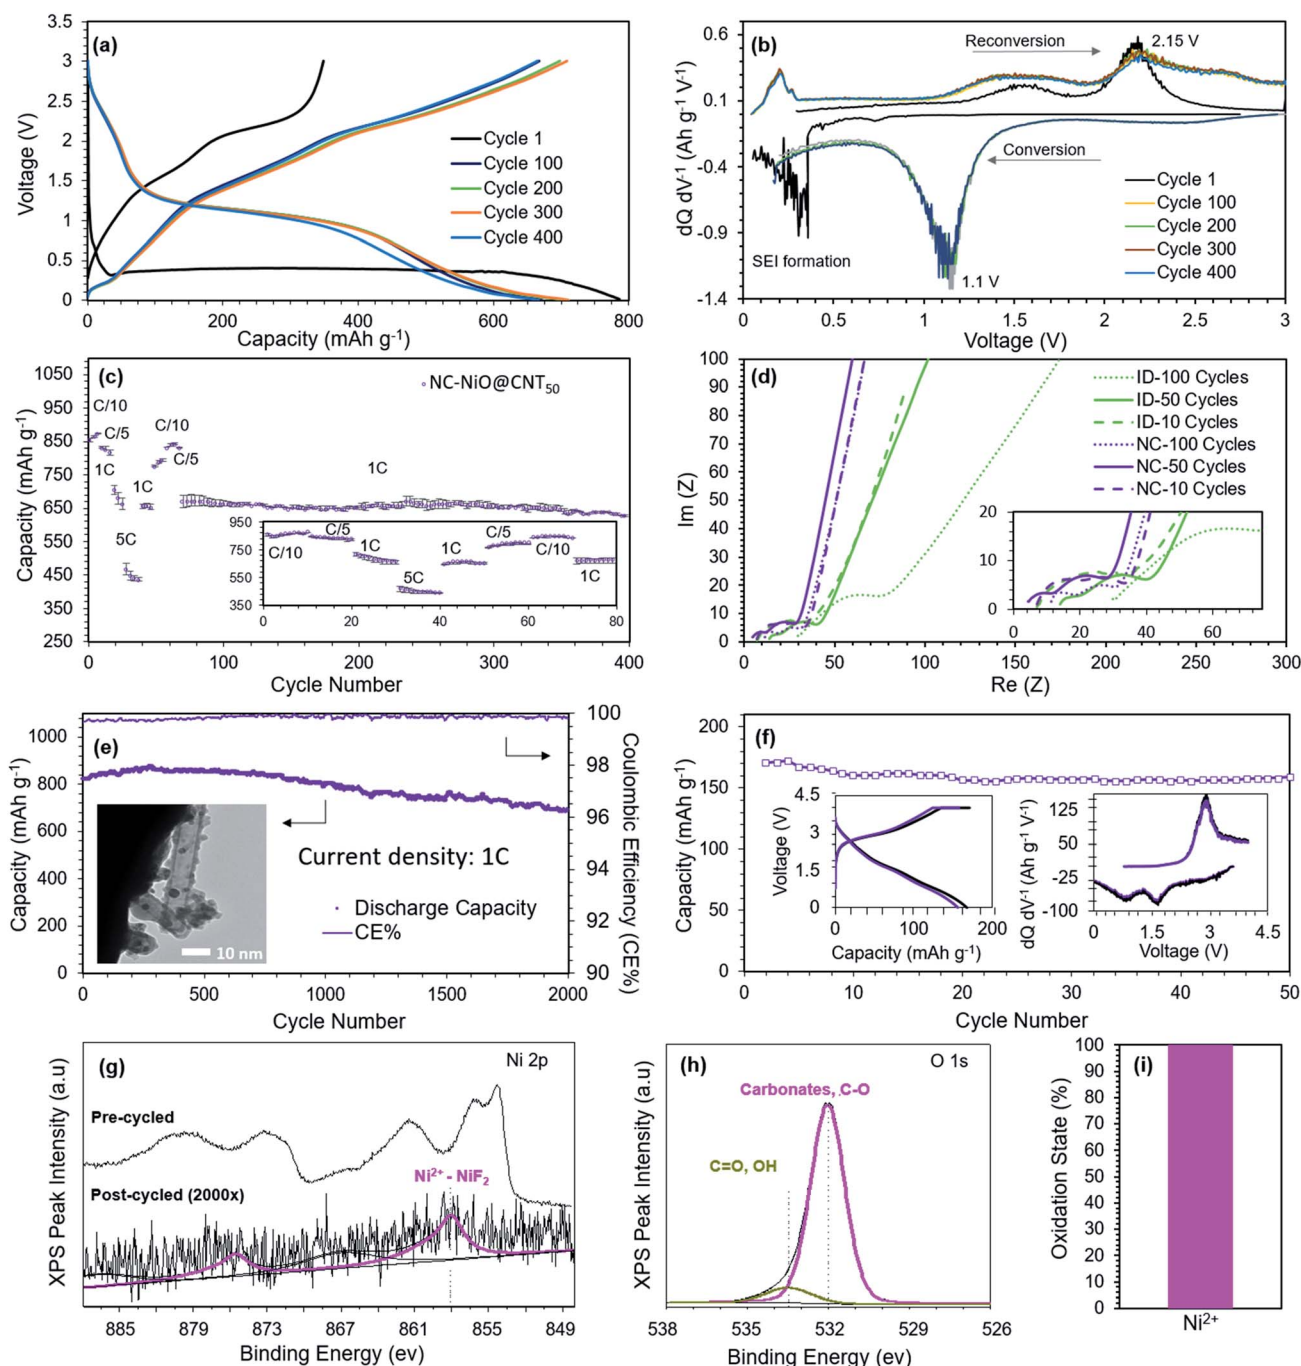 (a)
3.5
3
2.5
2
1.5
1
0.5
0
Voltage (V)
Cycle 1
Cycle 100
Cycle 200
Cycle 300
Cycle 400
0 200 400 600 800
Capacity (mAh g-1)
(b)
0.6
0.1
-0.4
-0.9
-1.4
dQ dV-1 (Ah g-1 V-1)
Reconversion
2.15 V
Conversion
SEI formation
1.1 V
Cycle 1
Cycle 100
Cycle 200
Cycle 300
Cycle 400
0 0.5 1 1.5 2 2.5 3
Voltage (V)
(c)
1050
950
850
750
650
550
450
350
250
Capacity (mAh g-1)
NC-NiO@CNT50
C/10
C/5
1C
5C
1C
C/10
C/5
1C
950
750
550
350
C/10
C/5
1C
5C
1C
C/5
C/10
1C
0 20 40 60 80
0 100 200 300 400
Cycle Number
(d)
100
90
80
70
60
50
40
30
20
10
0
Im (Z)
ID-100 Cycles
ID-50 Cycles
ID-10 Cycles
NC-100 Cycles
NC-50 Cycles
NC-10 Cycles
20
10
0
0 20 40 60
0 50 100 150 200 250 300
Re (Z)
(e)
1000
800
600
400
200
0
Capacity (mAh g-1)
100
98
96
94
92
90
Coulombic Efficiency (CE%)
Current density: 1C
Discharge Capacity
CE%
10 nm
0 500 1000 1500 2000
Cycle Number
(f)
200
150
100
50
0
Capacity (mAh g-1)
4.5
3
1.5
0
Voltage (V)
0 100 200
Capacity (mAh g-1)
125
50
-25
-100
dQ dV-1 (Ah g-1 V-1)
0 1.5 3 4.5
Voltage (V)
0 10 20 30 40 50
Cycle Number
(g)
Ni 2p
XPS Peak Intensity (a.u)
Pre-cycled
Ni2+ - NiF2
Post-cycled (2000x)
885 879 873 867 861 855 849
Binding Energy (ev)
(h)
O 1s
XPS Peak Intensity (a.u)
Carbonates, C-O
C=O, OH
538 535 532 529 526
Binding Energy (ev)
(i)
100
90
80
70
60
50
40
30
20
10
0
Oxidation State (%)
Ni2+